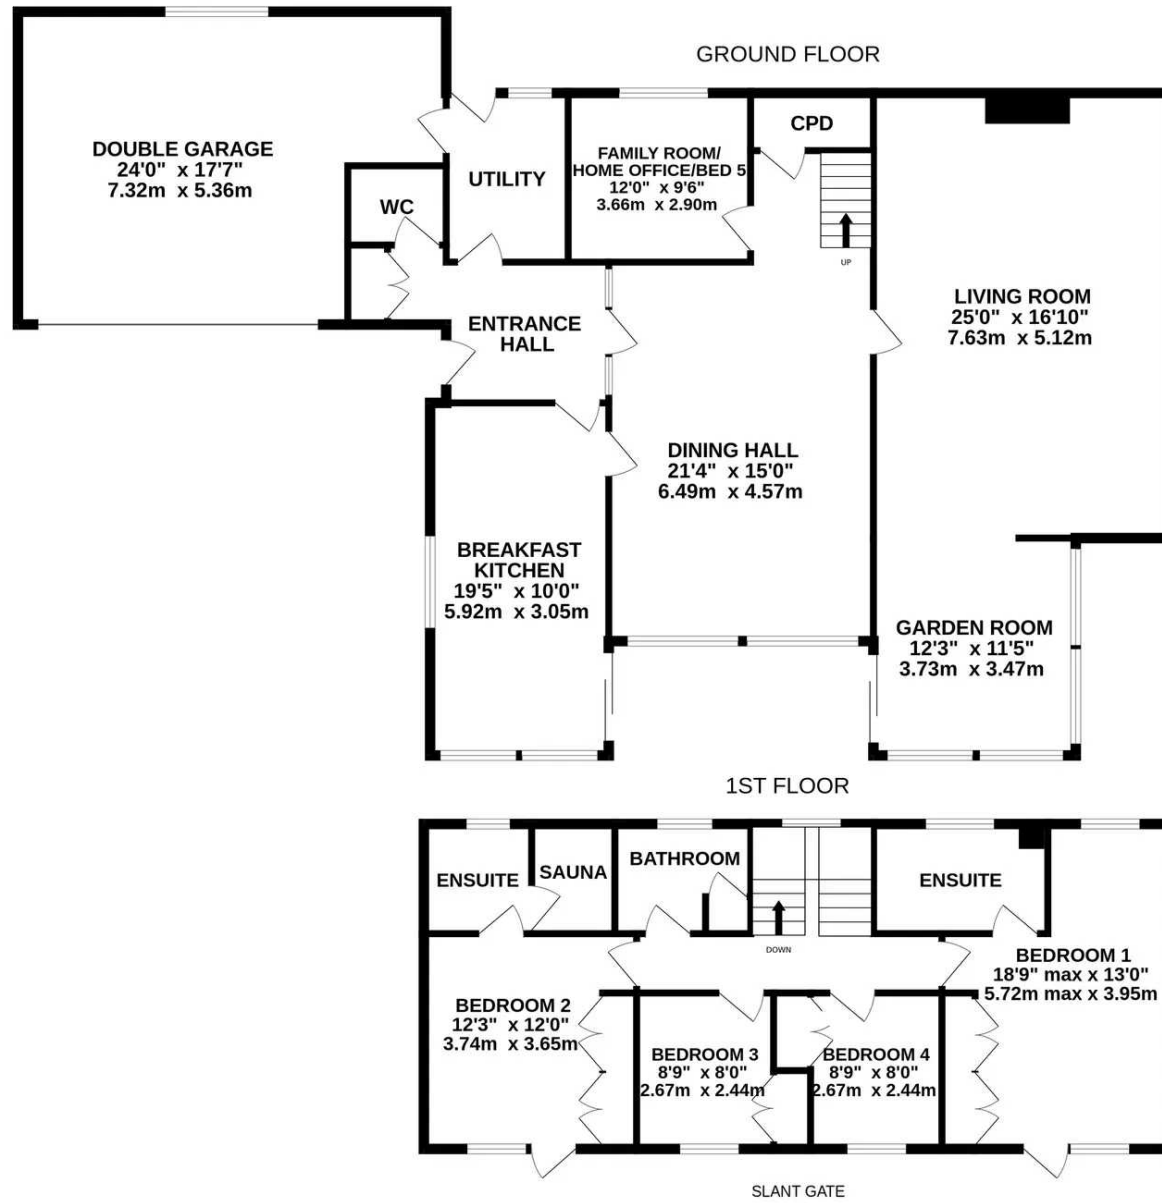 GROUND FLOOR
DOUBLE GARAGE
24'0" x 17'7"
7.32m x 5.36m
WC
UTILITY
FAMILY ROOM/
HOME OFFICE/BED 5
12'0" x 9'6"
3.66m x 2.90m
CPD
UP
LIVING ROOM
25'0" x 16'10"
7.63m x 5.12m
ENTRANCE
HALL
DINING HALL
21'4" x 15'0"
6.49m x 4.57m
BREAKFAST
KITCHEN
19'5" x 10'0"
5.92m x 3.05m
GARDEN ROOM
12'3" x 11'5"
3.73m x 3.47m
1ST FLOOR
ENSUITE
SAUNA
BATHROOM
ENSUITE
DOWN
BEDROOM 1
18'9" max x 13'0"
5.72m max x 3.95m
BEDROOM 2
12'3" x 12'0"
3.74m x 3.65m
BEDROOM 3
8'9" x 8'0"
2.67m x 2.44m
BEDROOM 4
8'9" x 8'0"
2.67m x 2.44m
SLANT GATE